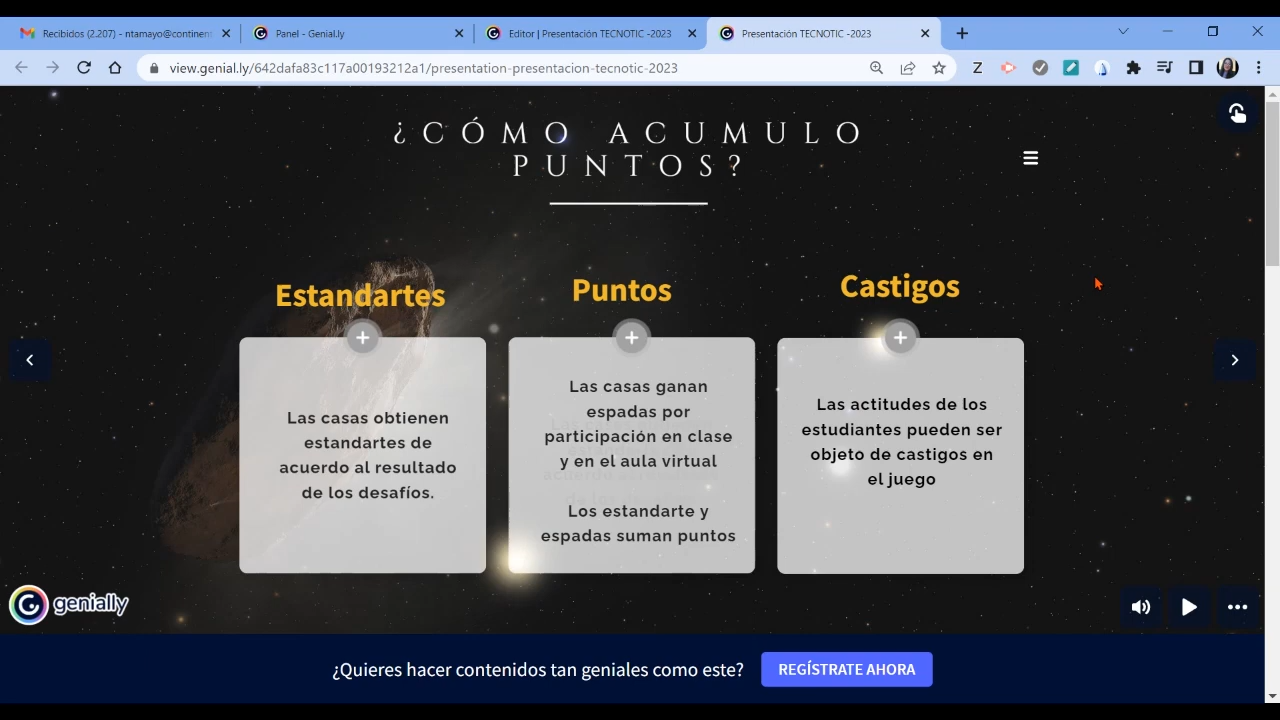 Recibidos (2.207) - ntamayo@continent
Panel - Genial.ly
Editor | Presentación TECNOTIC -2023
Presentación TECNOTIC -2023
view.genial.ly/642dafa83c117a00193212a1/presentation-presentacion-tecnotic-2023
¿CÓMO ACUMULO
PUNTOS?
Estandartes
Las casas obtienen
estandartes de
acuerdo al resultado
de los desafíos.
Puntos
Las casas ganan
espadas por
participación en clase
y en el aula virtual
Los estandarte y
espadas suman puntos
Castigos
Las actitudes de los
estudiantes pueden ser
objeto de castigos en
el juego
genially
¿Quieres hacer contenidos tan geniales como este?
REGÍSTRATE AHORA